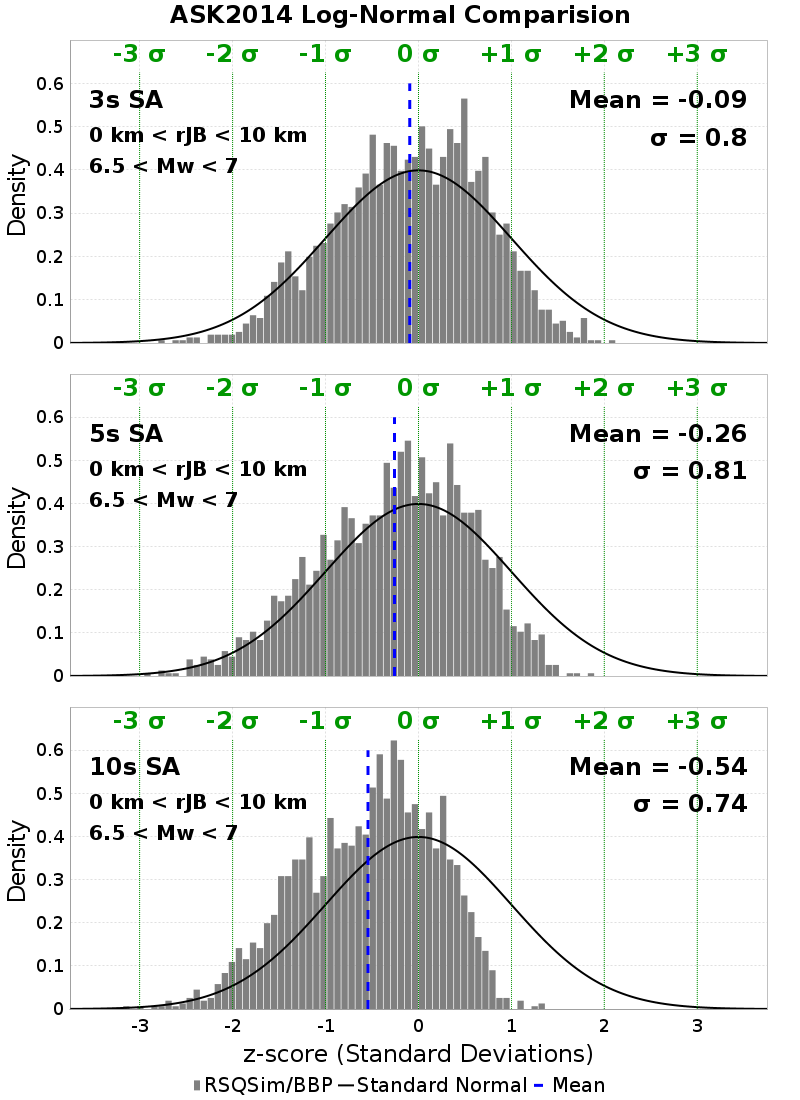 ASK2014 Log-Normal Comparision
-3 σ -2 σ -1 σ 0 σ +1 σ +2 σ +3 σ
3s SA
0 km < rJB < 10 km
6.5 < Mw < 7
Mean = -0.09
σ = 0.8
Density
0.6
0.5
0.4
0.3
0.2
0.1
0
-3 σ -2 σ -1 σ 0 σ +1 σ +2 σ +3 σ
5s SA
0 km < rJB < 10 km
6.5 < Mw < 7
Mean = -0.26
σ = 0.81
Density
0.6
0.5
0.4
0.3
0.2
0.1
0
-3 σ -2 σ -1 σ 0 σ +1 σ +2 σ +3 σ
10s SA
0 km < rJB < 10 km
6.5 < Mw < 7
Mean = -0.54
σ = 0.74
Density
0.6
0.5
0.4
0.3
0.2
0.1
0
-3 -2 -1 0 1 2 3
z-score (Standard Deviations)
RSQSim/BBP Standard Normal Mean